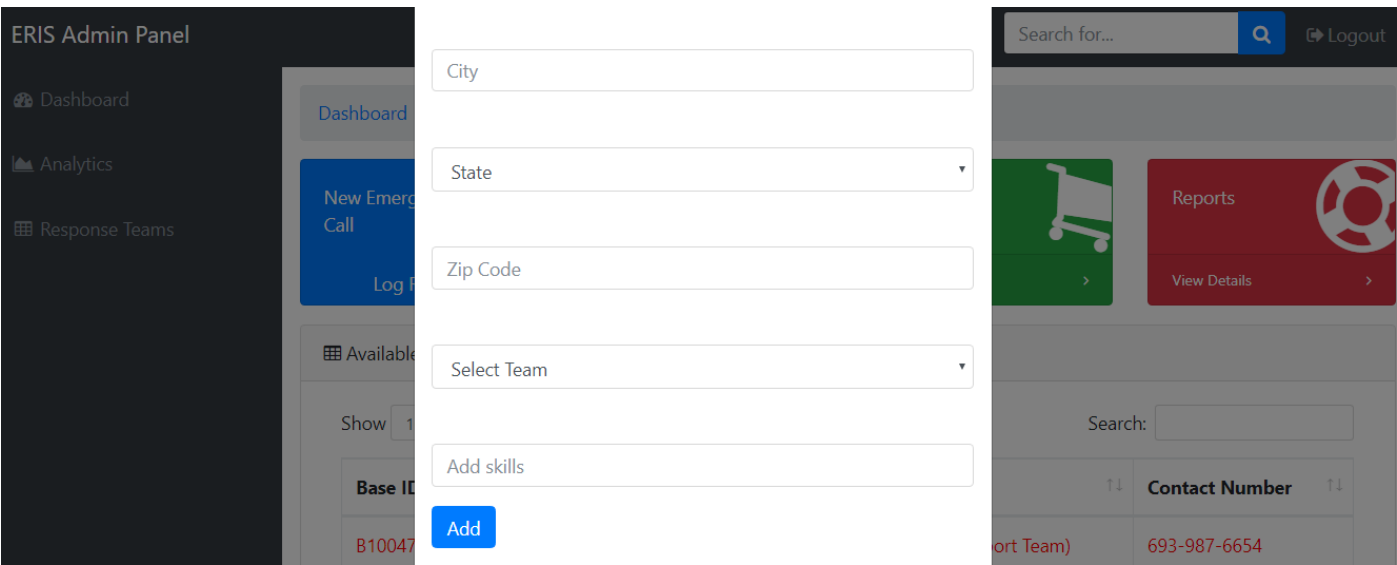 ERIS Admin Panel
Search for...
Logout
Dashboard
Analytics
Response Teams
Dashboard
New Emerg
Call
Log
Reports
View Details
Available
Show 1
Search:
Base ID
Contact Number
B10047
ort Team)
693-987-6654
City
State
Zip Code
Select Team
Add skills
Add